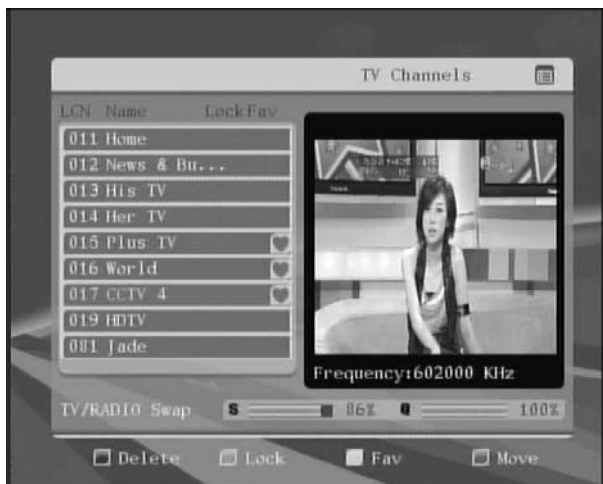 TV Channels
LCN Name Lock Fav
011 Home
012 News & Bu...
013 His TV
014 Her TV
015 Plus TV
016 World
017 CCTV 4
019 HDTV
081 Jade
Frequency:602000 KHz
TV/RADIO Swap S 86% Q 100%
Delete Lock Fav Move